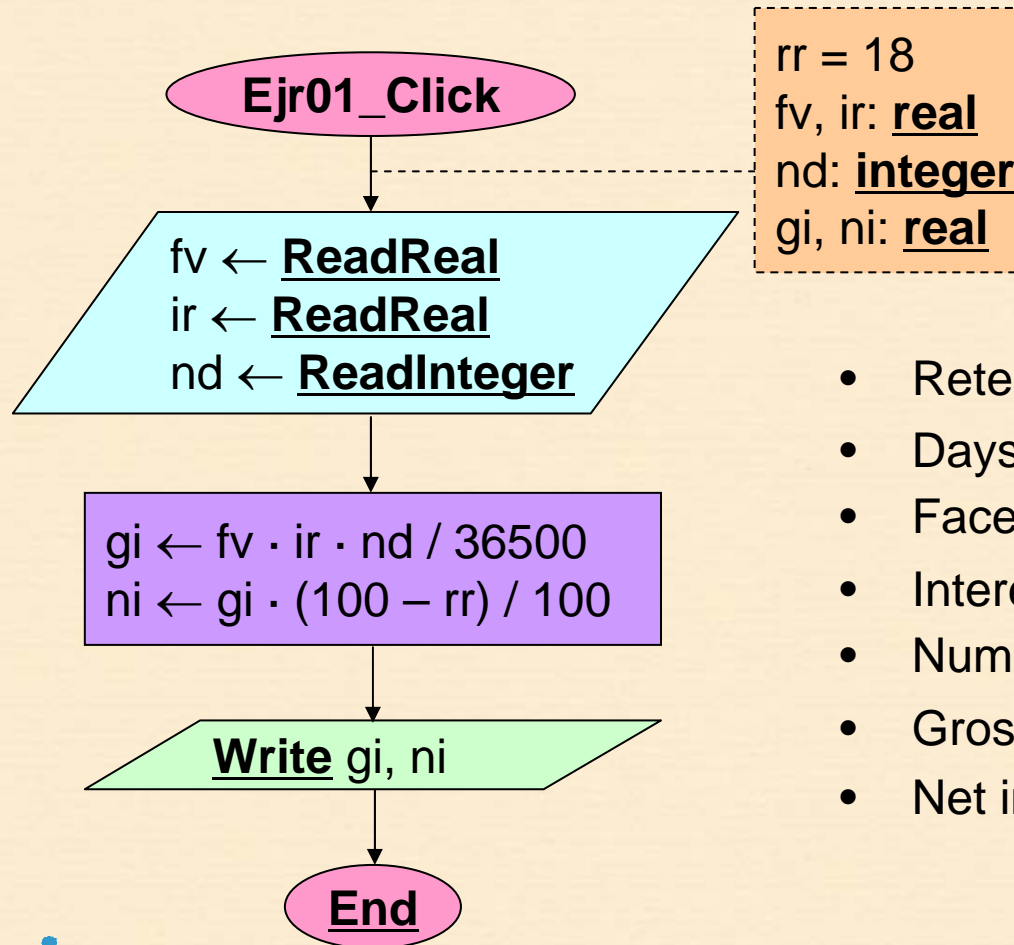 Ejr01_Click
rr = 18
fv, ir: real
nd: integer
gi, ni: real
fv ← ReadReal
ir ← ReadReal
nd ← ReadInteger
gi ← fv · ir · nd / 36500
ni ← gi · (100 – rr) / 100
Write gi, ni
End
• Rete
• Days
• Face
• Inter
• Num
• Gros
• Net i